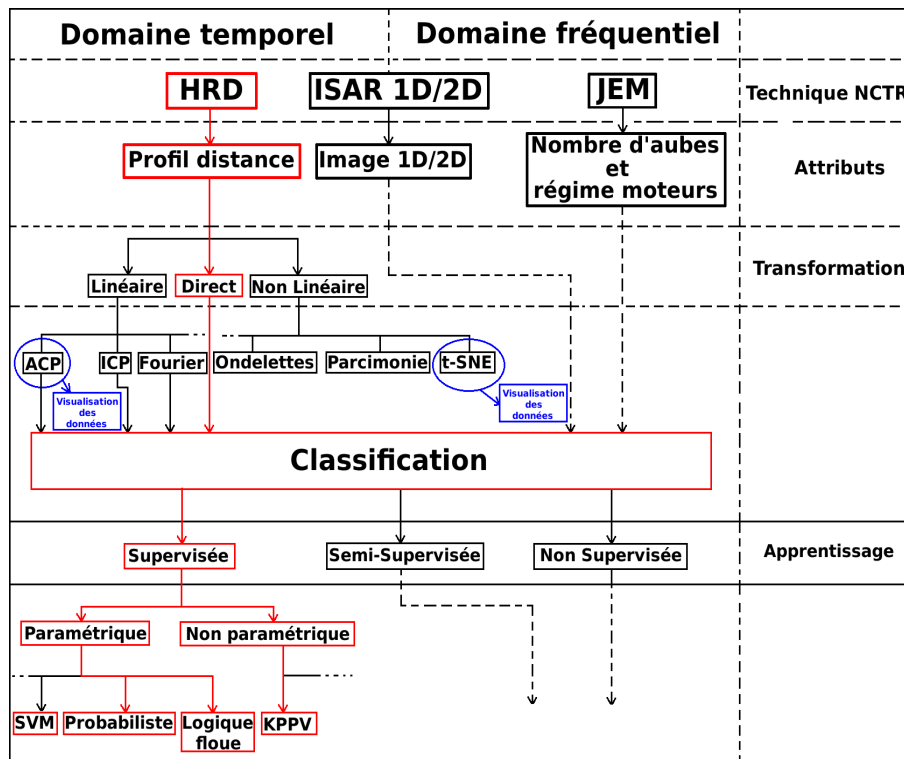 Domaine temporel
Domaine fréquentiel
HRD
ISAR 1D/2D
JEM
Technique NCTR
Profil distance
Image 1D/2D
Nombre d'aubes
et
régime moteurs
Attributs
Linéaire
Direct
Non Linéaire
Transformation
ACP
ICP
Fourier
Ondelettes
Parcimonie
t-SNE
Visualisation
des
données
Visualisation
des
données
Classification
Supervisée
Semi-Supervisée
Non Supervisée
Apprentissage
Paramétrique
Non paramétrique
SVM
Probabiliste
Logique
floue
KPPV